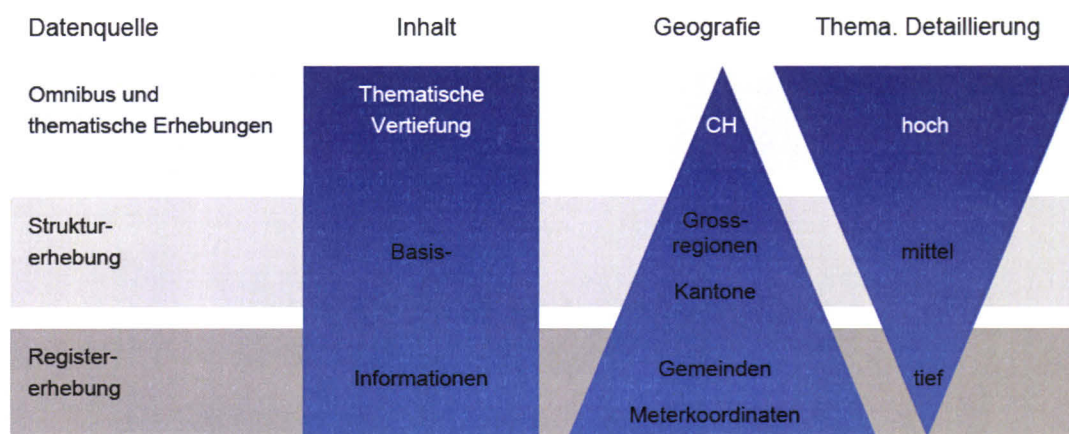 Datenquelle Inhalt Geografie Thema. Detaillierung
Omnibus und
thematische Erhebungen
Thematische
Vertiefung
CH
hoch
Struktur-
erhebung
Basis-
Gross-
regionen
Kantone
mittel
Register-
erhebung
Informationen
Gemeinden
Meterkoordinaten
tief